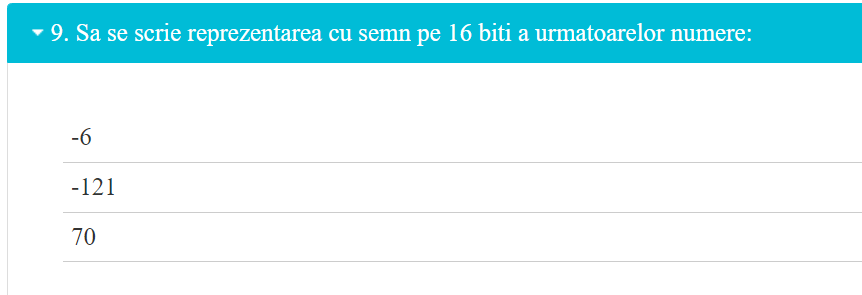 9. Sa se scrie reprezentarea cu semn pe 16 biti a urmatoarelor numere:
-6
-121
70